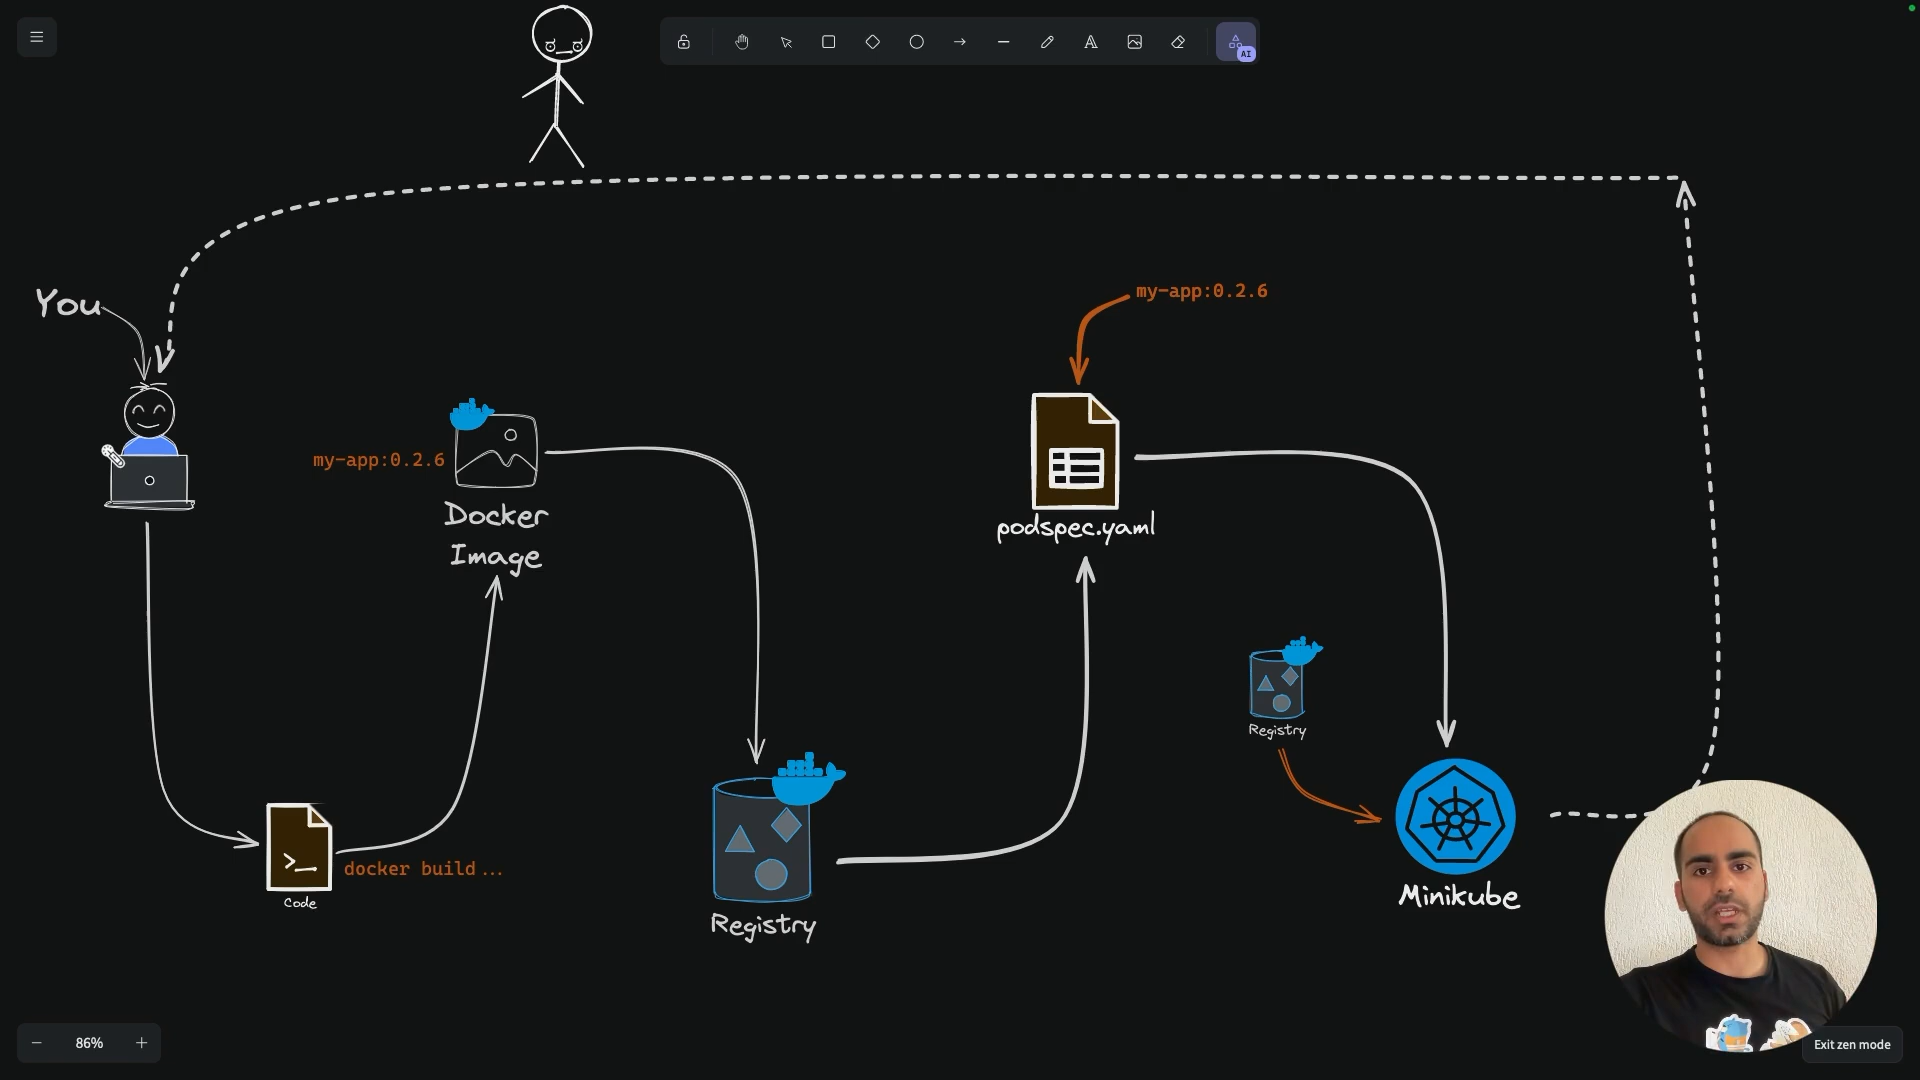 AI
You
my-app:0.2.6
my-app:0.2.6
Docker
Image
podspec.yaml
Registry
docker build...
Code
Registry
Minikube
86%
Exit zen mode